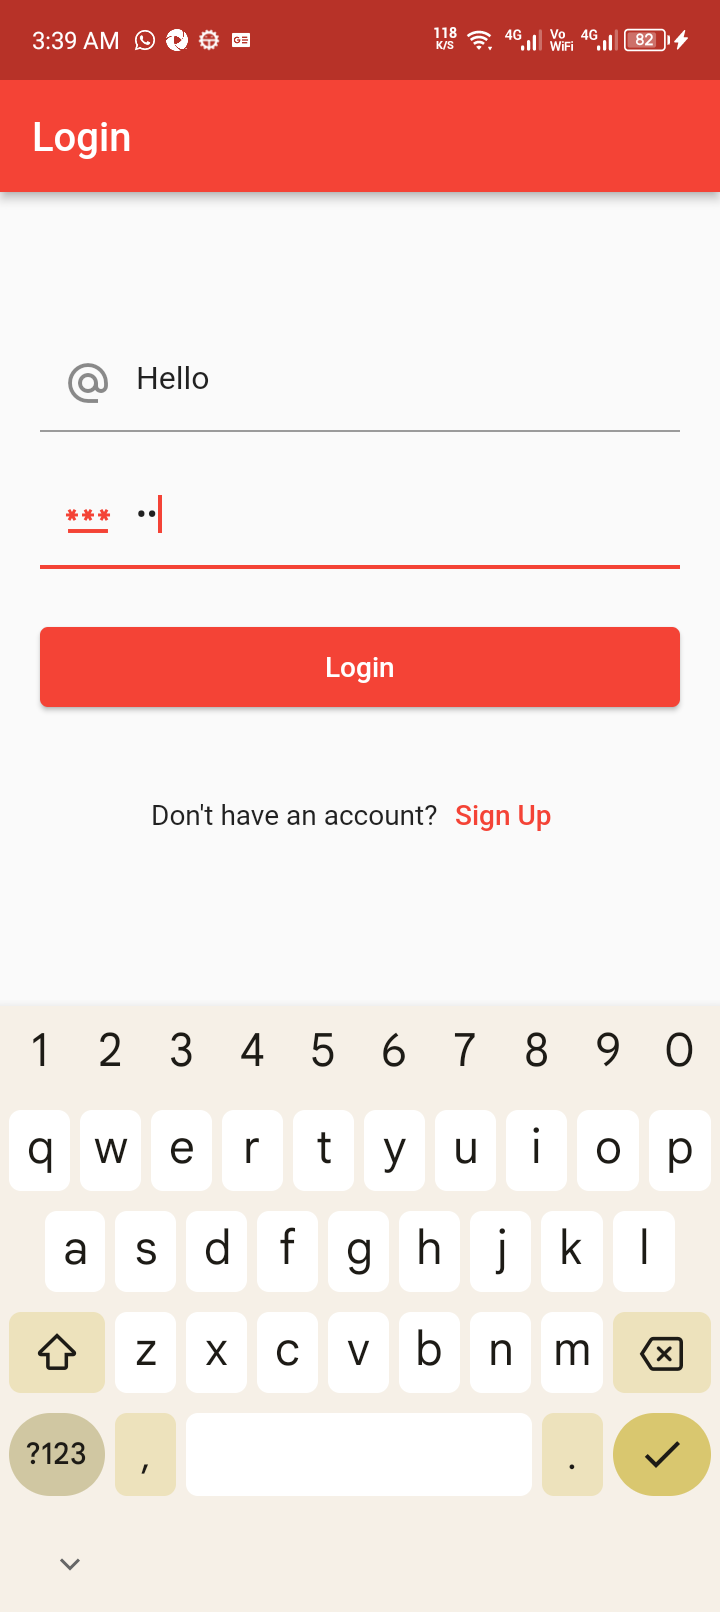 3:39 AM 118 K/S 4G Vo WiFi 4G 82
Login
@ Hello
*** ••
Login
Don't have an account? Sign Up
1 2 3 4 5 6 7 8 9 0
q w e r t y u i o p
a s d f g h j k l
z x c v b n m
?123 , .